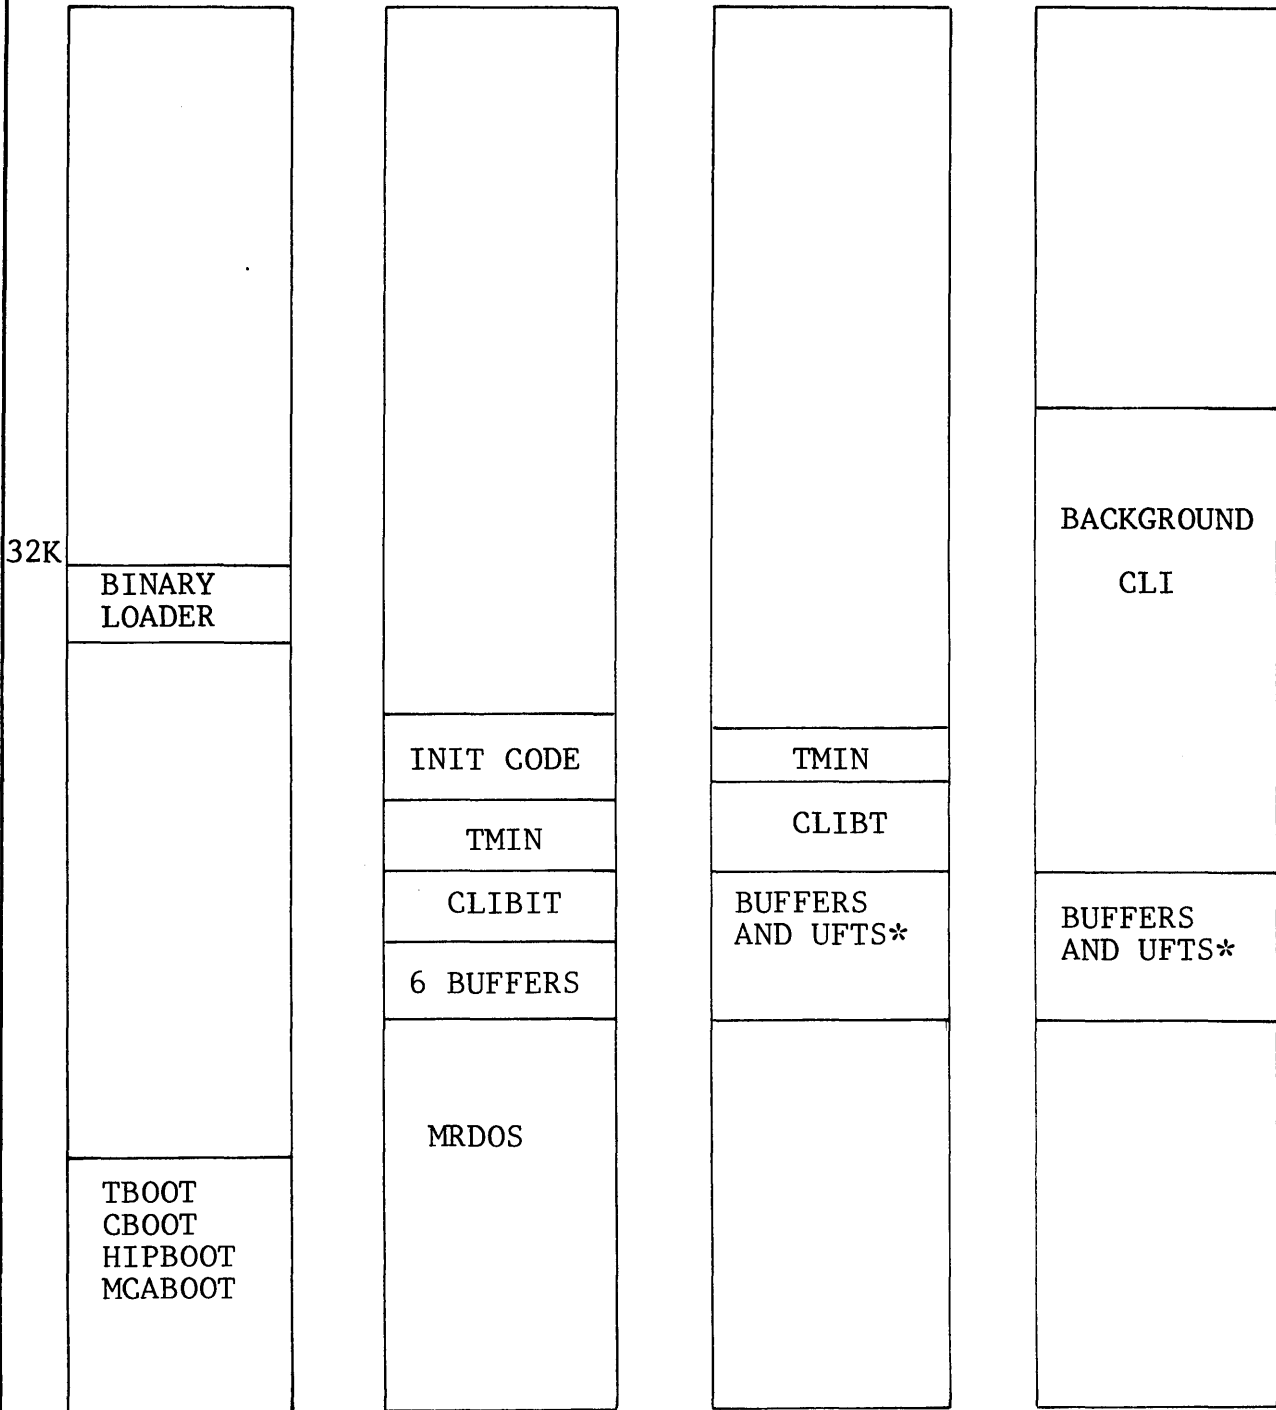 32K
BINARY
LOADER
TBOOT
CBOOT
HIPBOOT
MCABOOT
INIT CODE
TMIN
CLIBIT
6 BUFFERS
MRDOS
TMIN
CLIBT
BUFFERS
AND UFTS*
BACKGROUND
CLI
BUFFERS
AND UFTS*